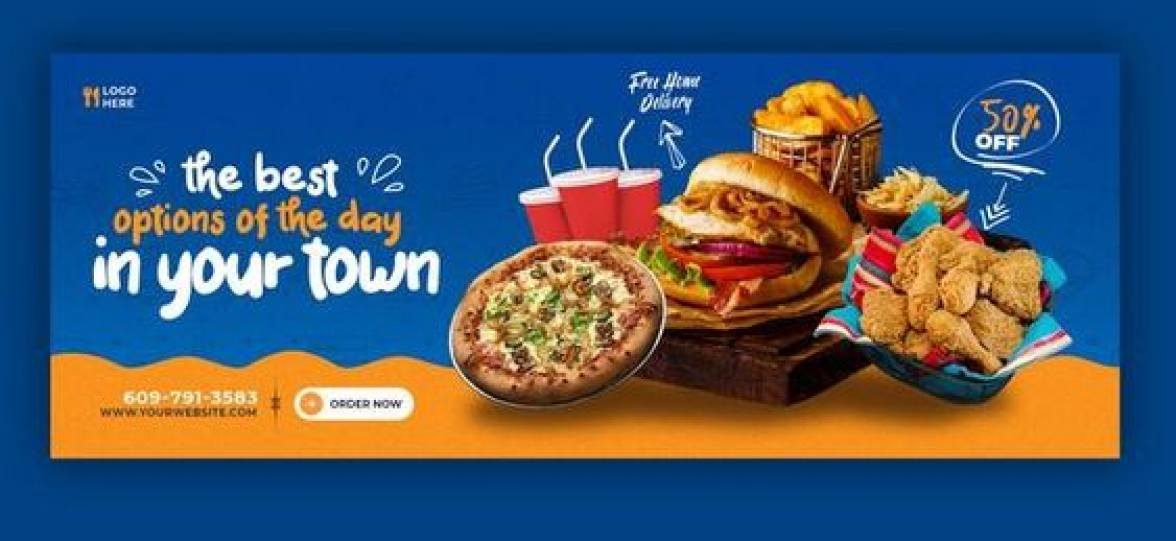 LOGO
HERE
the best
options of the day
in your town
Free Home
Delivery
50%
OFF
609-791-3583
WWW.YOURWEBSITE.COM
ORDER NOW